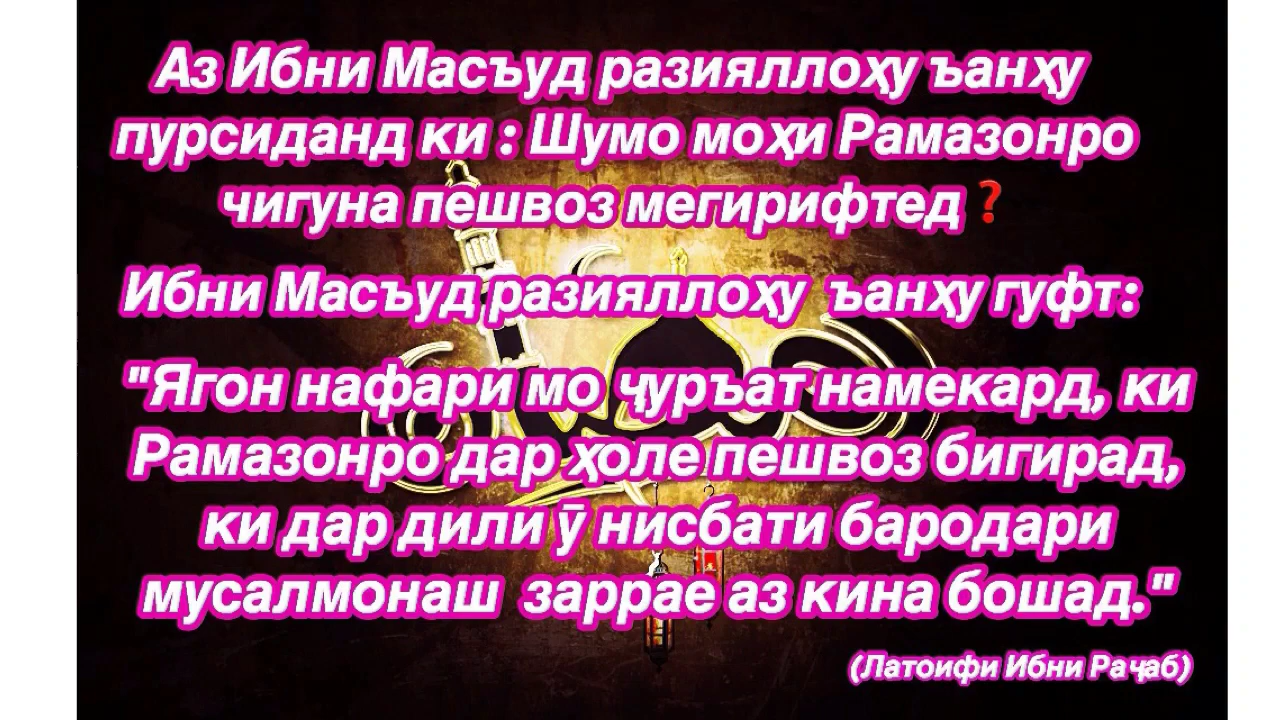 Аз Ибни Масъуд разияллоҳу ъанҳу
пурсиданд ки : Шумо моҳи Рамазонро
чигуна пешвоз мегирифтед❓
Ибни Масъуд разияллоҳу ъанҳу гуфт:
"Ягон нафари мо ҷуръат намекард, ки
Рамазонро дар ҳоле пешвоз бигирад,
ки дар дили ӯ нисбати бародари
мусалмонаш заррае аз кина бошад."
(Латоифи Ибни Раҷаб)